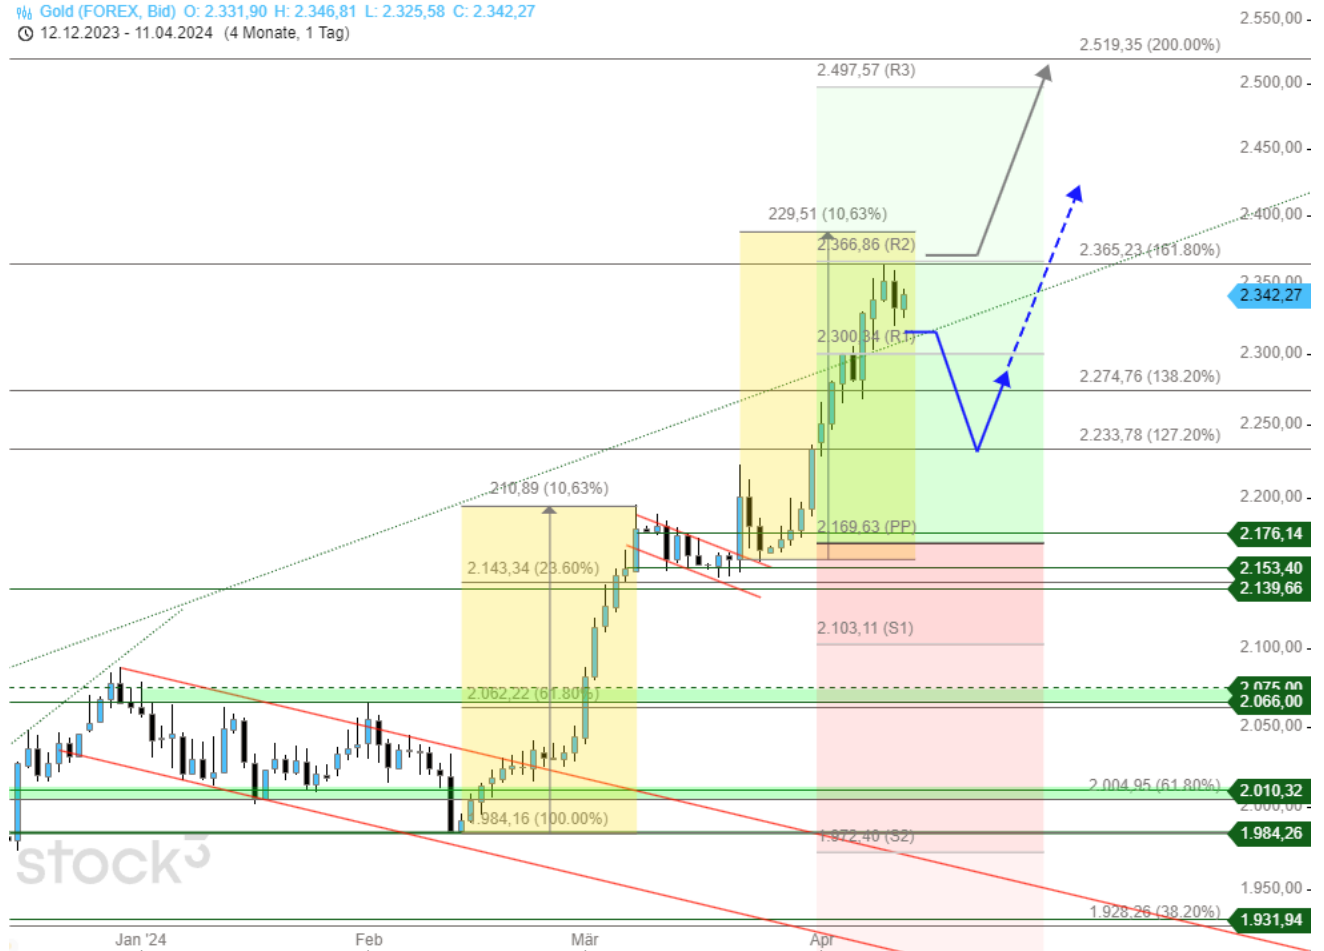 Gold (FOREX, Bid) O: 2.331,90 H: 2.346,81 L: 2.325,58 C: 2.342,27
12.12.2023 - 11.04.2024 (4 Monate, 1 Tag)
2.550,00
2.519,35 (200.00%)
2.497,57 (R3)
2.500,00
2.450,00
229,51 (10,63%)
2.400,00
2.366,86 (R2)
2.365,23 (161.80%)
2.350,00
2.342,27
2.300,34 (R1)
2.300,00
2.274,76 (138.20%)
2.250,00
2.233,78 (127.20%)
210,89 (10,63%)
2.200,00
2.169,63 (PP)
2.176,14
2.143,34 (23.60%)
2.153,40
2.139,66
2.103,11 (S1)
2.100,00
2.062,22 (61.80%)
2.075,00
2.066,00
2.050,00
2.004,95 (61.80%)
2.010,32
2.000,00
1.984,16 (100.00%)
1.984,26
1.972,40 (S2)
stock3
1.950,00
1.928,26 (38.20%)
1.931,94
Jan '24
Feb
Mär
Apr